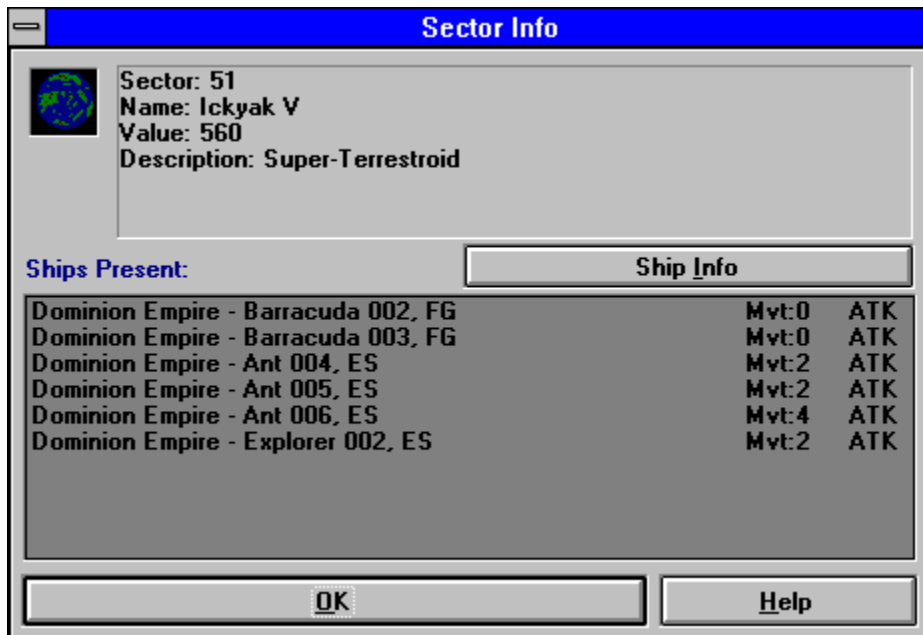 Sector Info
Sector: 51
Name: Ickyak V
Value: 560
Description: Super-Terrestroid
Ships Present:
Ship Info
Dominion Empire - Barracuda 002, FG Mvt:0 ATK
Dominion Empire - Barracuda 003, FG Mvt:0 ATK
Dominion Empire - Ant 004, ES Mvt:2 ATK
Dominion Empire - Ant 005, ES Mvt:2 ATK
Dominion Empire - Ant 006, ES Mvt:4 ATK
Dominion Empire - Explorer 002, ES Mvt:2 ATK
OK
Help